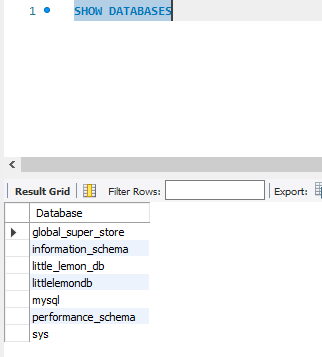 1 SHOW DATABASES
Result Grid Filter Rows: Export:
Database
global_super_store
information_schema
little_lemon_db
littlelemondb
mysql
performance_schema
sys